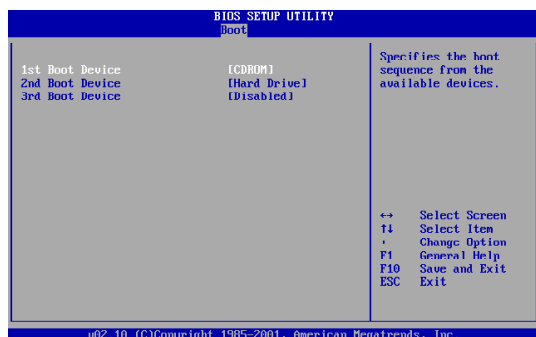 BIOS SETUP UTILITY
Boot
1st Boot Device [CDROM]
2nd Boot Device [Hard Drive]
3rd Boot Device [Disabled]
Specifies the boot
sequence from the
available devices.
↔ Select Screen
↑↓ Select Item
Change Option
F1 General Help
F10 Save and Exit
ESC Exit
v02.10 (C)Copyright 1985-2001, American Megatrends, Inc.